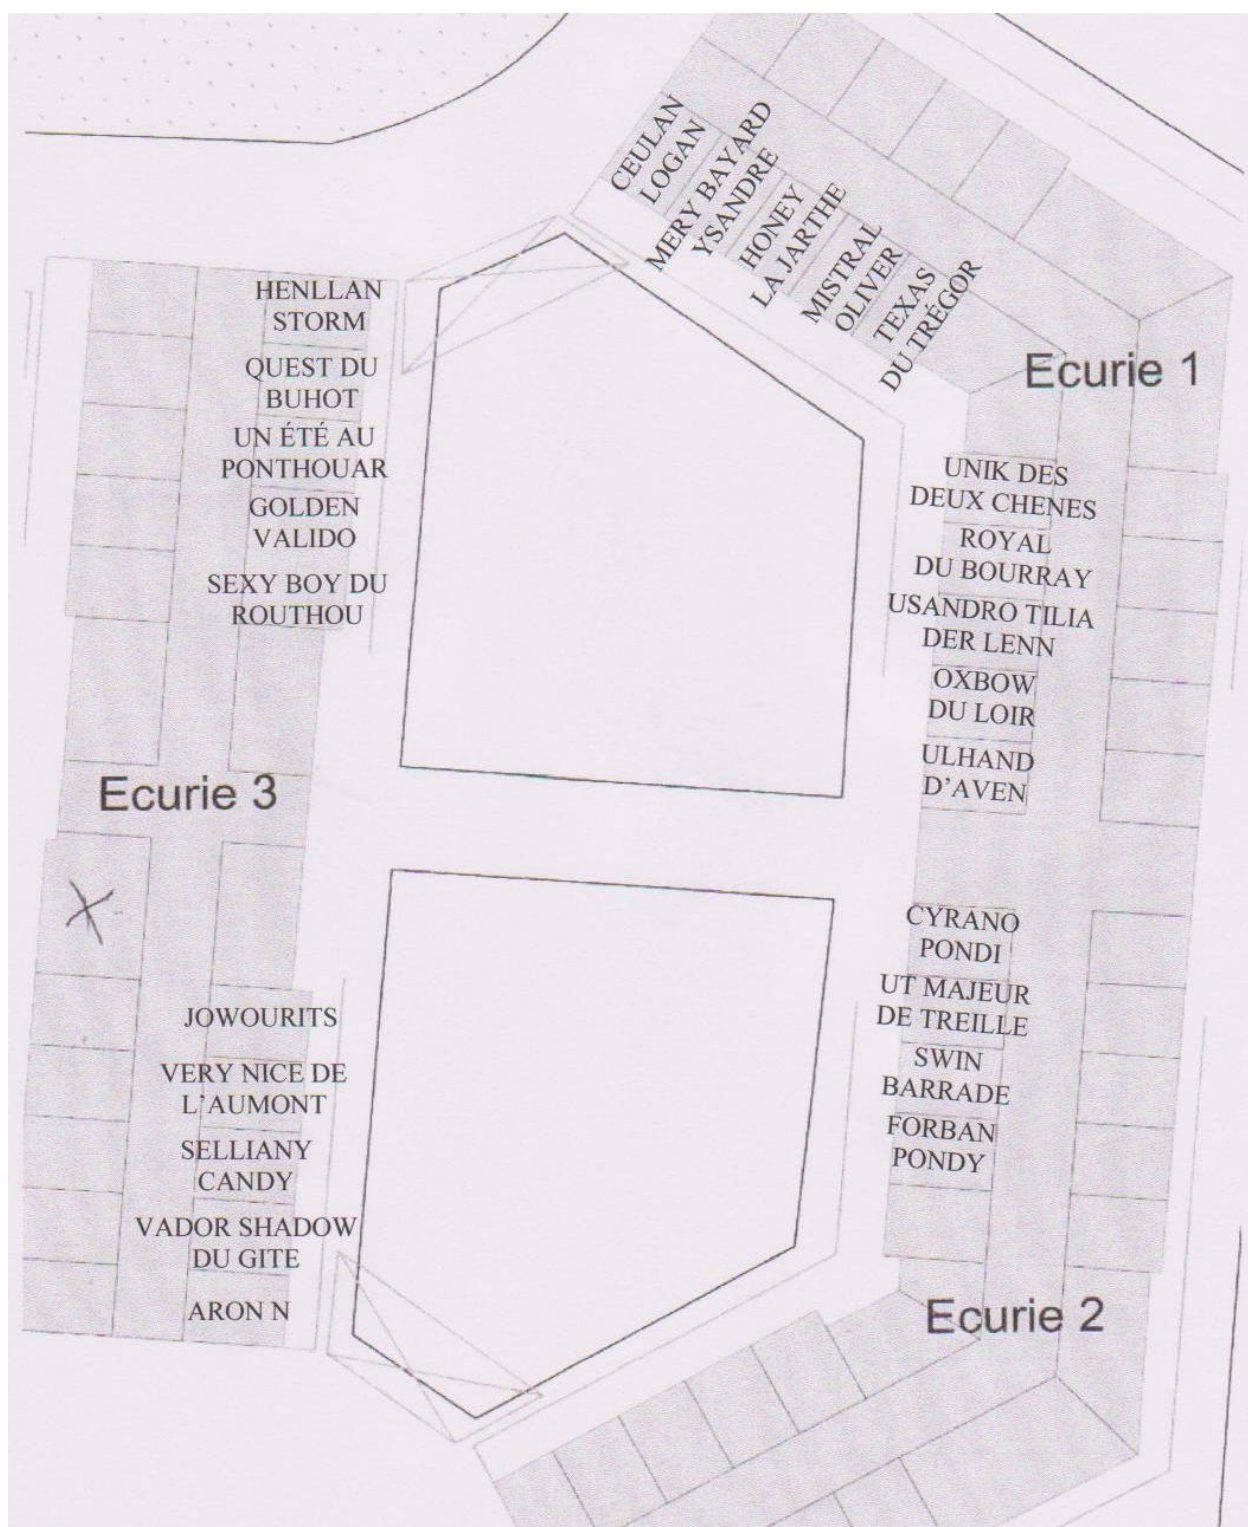 CEULAN
LOGAN
MERY BAYARD
YSANDRE
HONEY
LA JARTHE
MISTRAL
OLIVER
TEXAS
DU TRÉGOR
Ecurie 1
HENLLAN
STORM
QUEST DU
BUHOT
UN ÉTÉ AU
PONTHOUAR
GOLDEN
VALIDO
SEXY BOY DU
ROUTHOU
UNIK DES
DEUX CHENES
ROYAL
DU BOURRAY
USANDRO TILIA
DER LENN
OXBOW
DU LOIR
ULHAND
D’AVEN
Ecurie 3
CYRANO
PONDI
UT MAJEUR
DE TREILLE
SWIN
BARRADE
FORBAN
PONDY
JOWOURITS
VERY NICE DE
L’AUMONT
SELLIANY
CANDY
VADOR SHADOW
DU GITE
ARON N
Ecurie 2